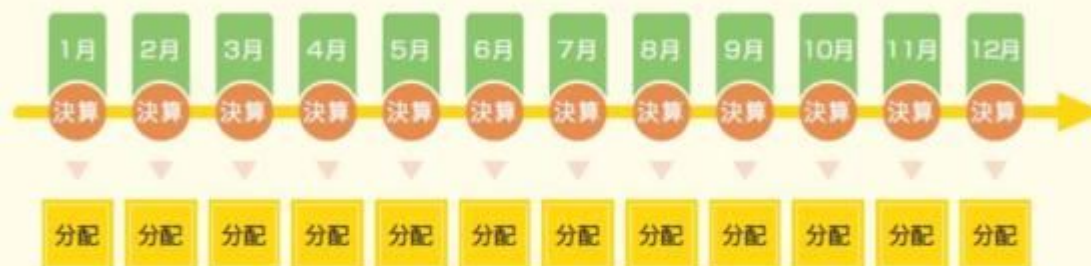 1月 2月 3月 4月 5月 6月 7月 8月 9月 10月 11月 12月
決算 決算 決算 決算 決算 決算 決算 決算 決算 決算 決算 決算
分配 分配 分配 分配 分配 分配 分配 分配 分配 分配 分配 分配